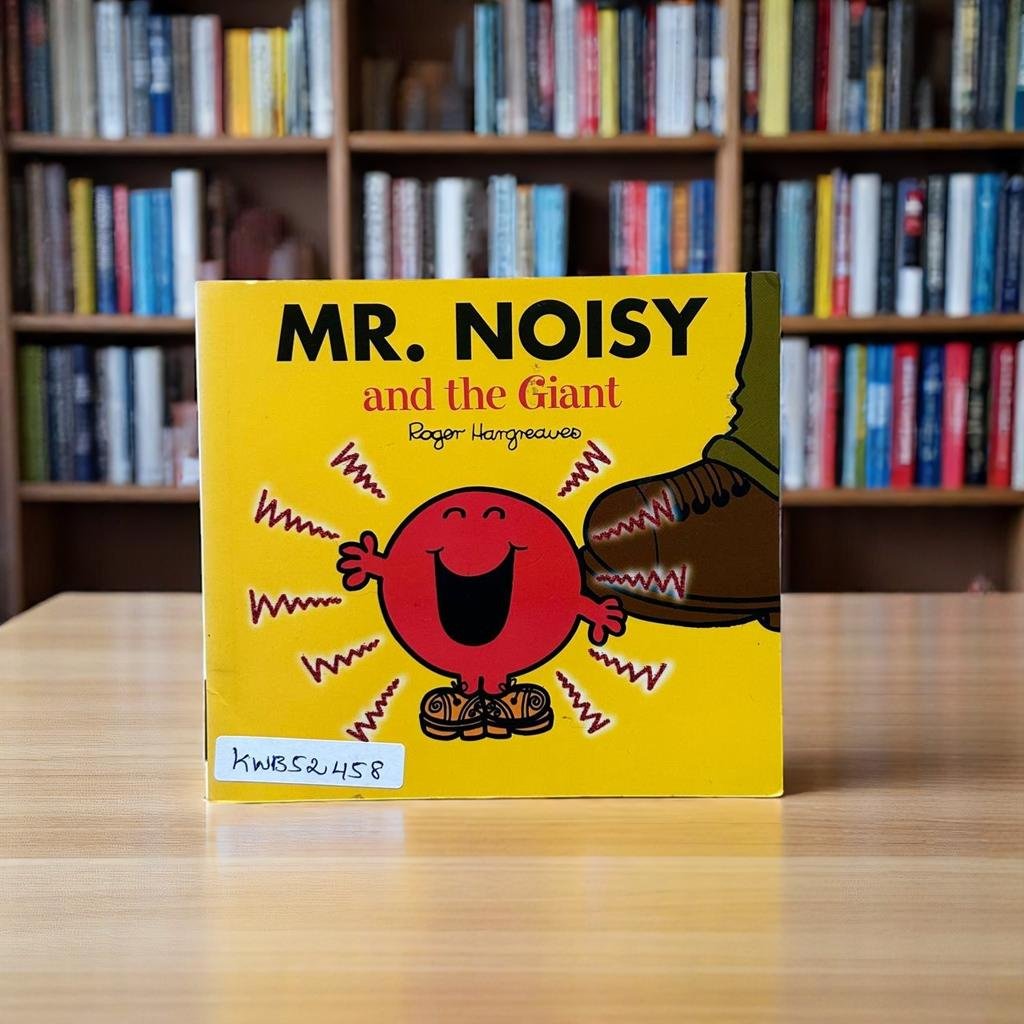 MR. NOISY
and the Giant
Roger Hargreaves
KWB52458